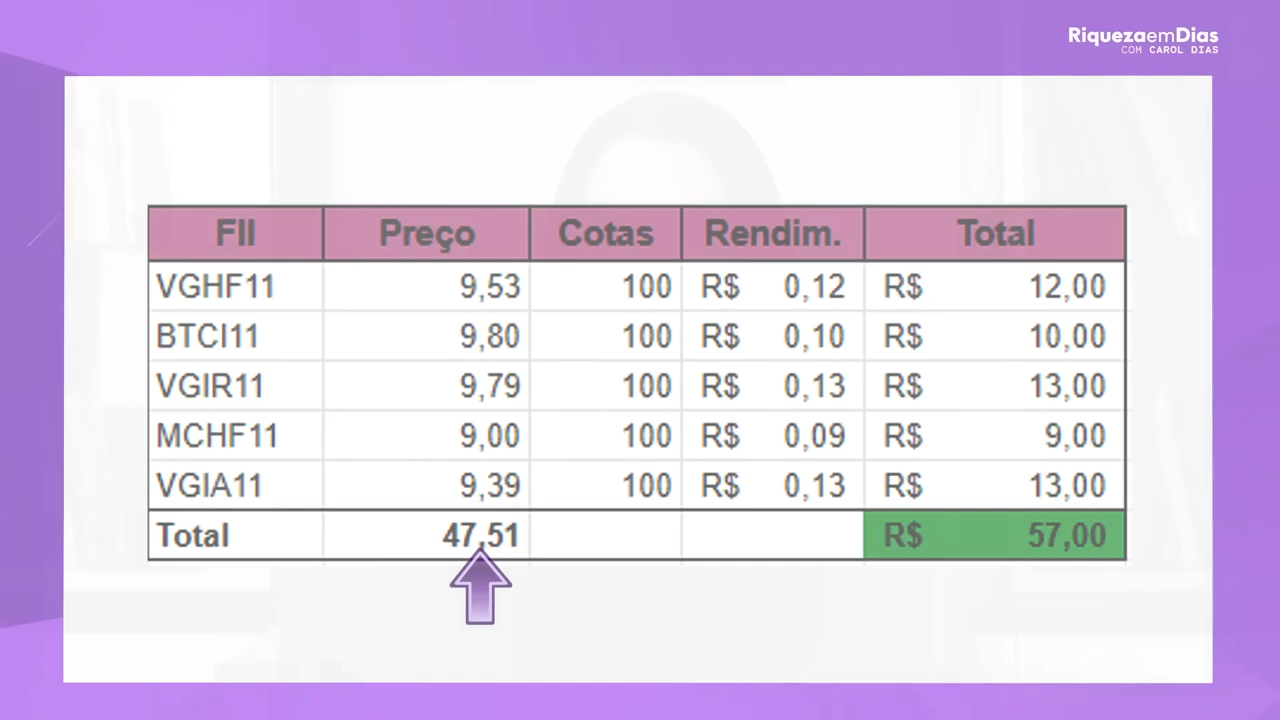 RiquezaemDias
COM CAROL DIAS
FII Preço Cotas Rendim. Total
VGHF11 9,53 100 R$ 0,12 R$ 12,00
BTCI11 9,80 100 R$ 0,10 R$ 10,00
VGIR11 9,79 100 R$ 0,13 R$ 13,00
MCHF11 9,00 100 R$ 0,09 R$ 9,00
VGIA11 9,39 100 R$ 0,13 R$ 13,00
Total 47,51 R$ 57,00